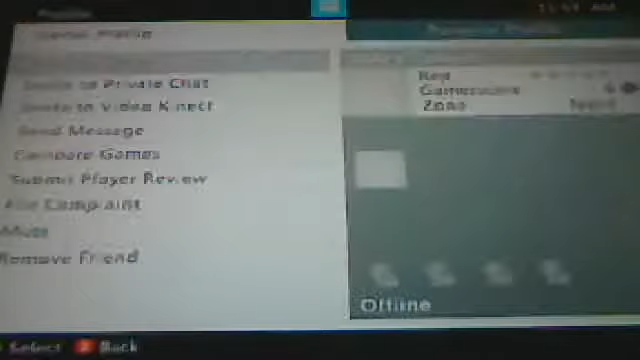 Profile
Invite to Private Chat
Invite to Video Kinect
Send Message
Compare Games
Submit Player Review
File Complaint
Mute
Remove Friend
Rep
Gamerscore
Zone
Offline
Select
Back